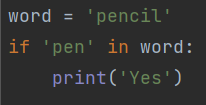 word = 'pencil'
if 'pen' in word:
    print('Yes')